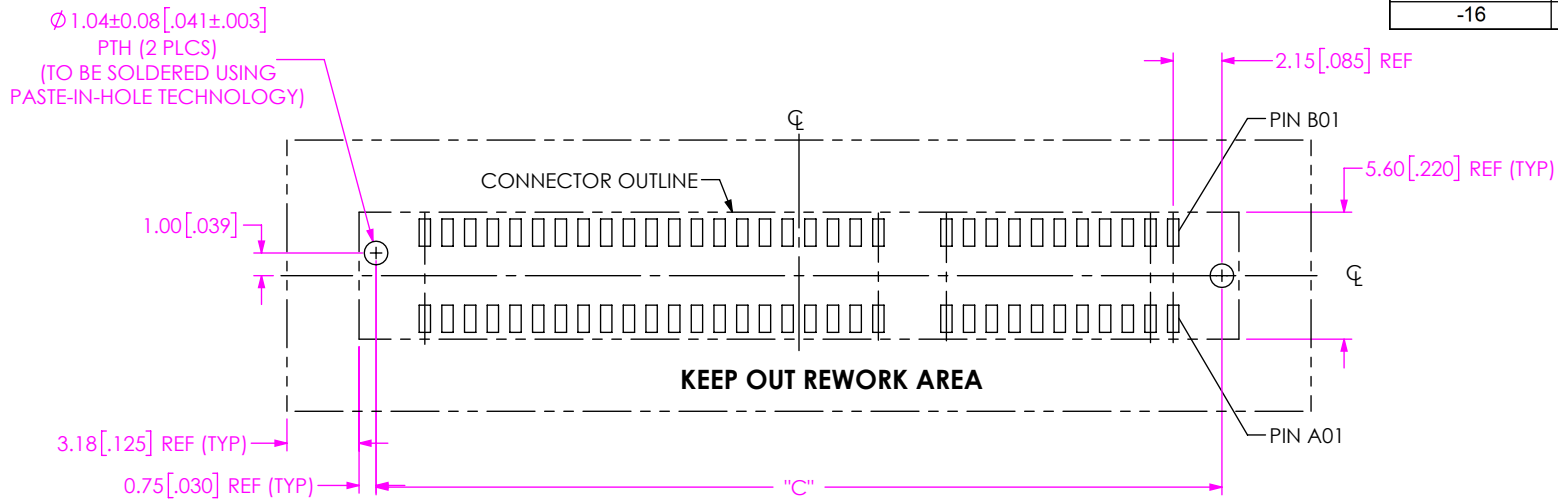 -16
Ø1.04±0.08[.041±.003]
PTH (2 PLCS)
(TO BE SOLDERED USING
PASTE-IN-HOLE TECHNOLOGY)
2.15[.085] REF
℄
PIN B01
5.60[.220] REF (TYP)
CONNECTOR OUTLINE
1.00[.039]
℄
KEEP OUT REWORK AREA
3.18[.125] REF (TYP)
PIN A01
0.75[.030] REF (TYP)
"C"